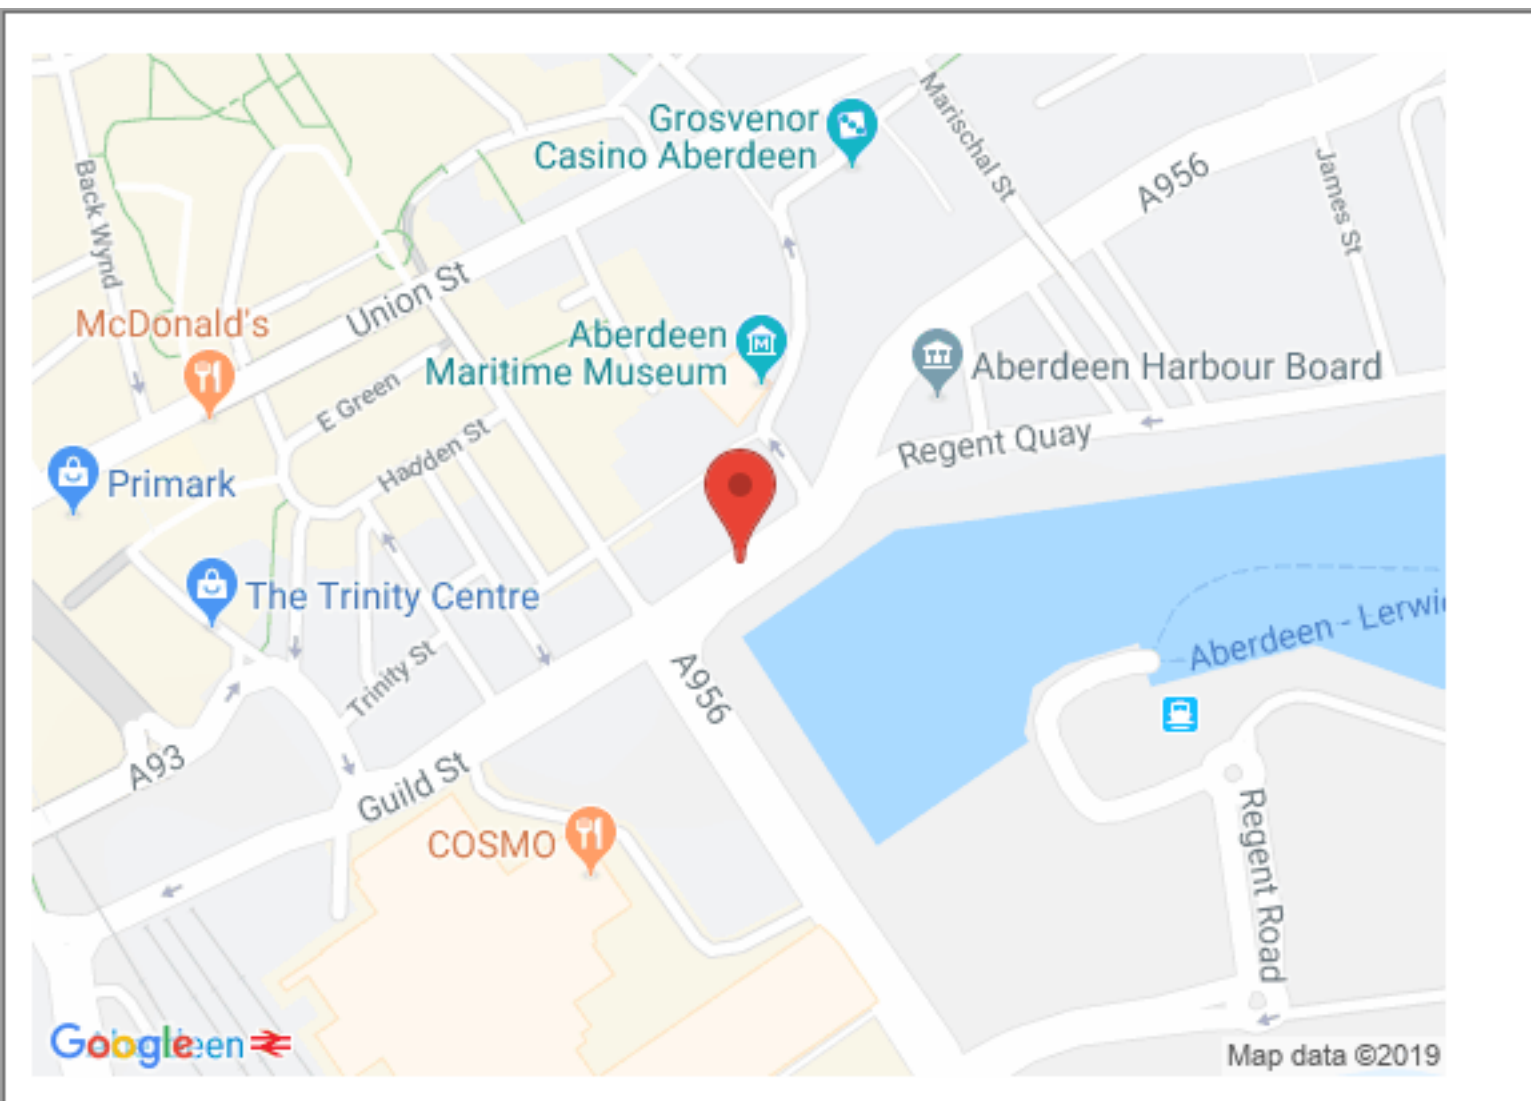 Grosvenor
Casino Aberdeen
Marischal St
A956
James St
Back Wynd
Union St
McDonald's
Aberdeen
Maritime Museum
Aberdeen Harbour Board
E Green
Hadden St
Regent Quay
Primark
The Trinity Centre
Aberdeen - Lerwi
Trinity St
A956
A93
Guild St
COSMO
Regent Road
Google
Map data ©2019